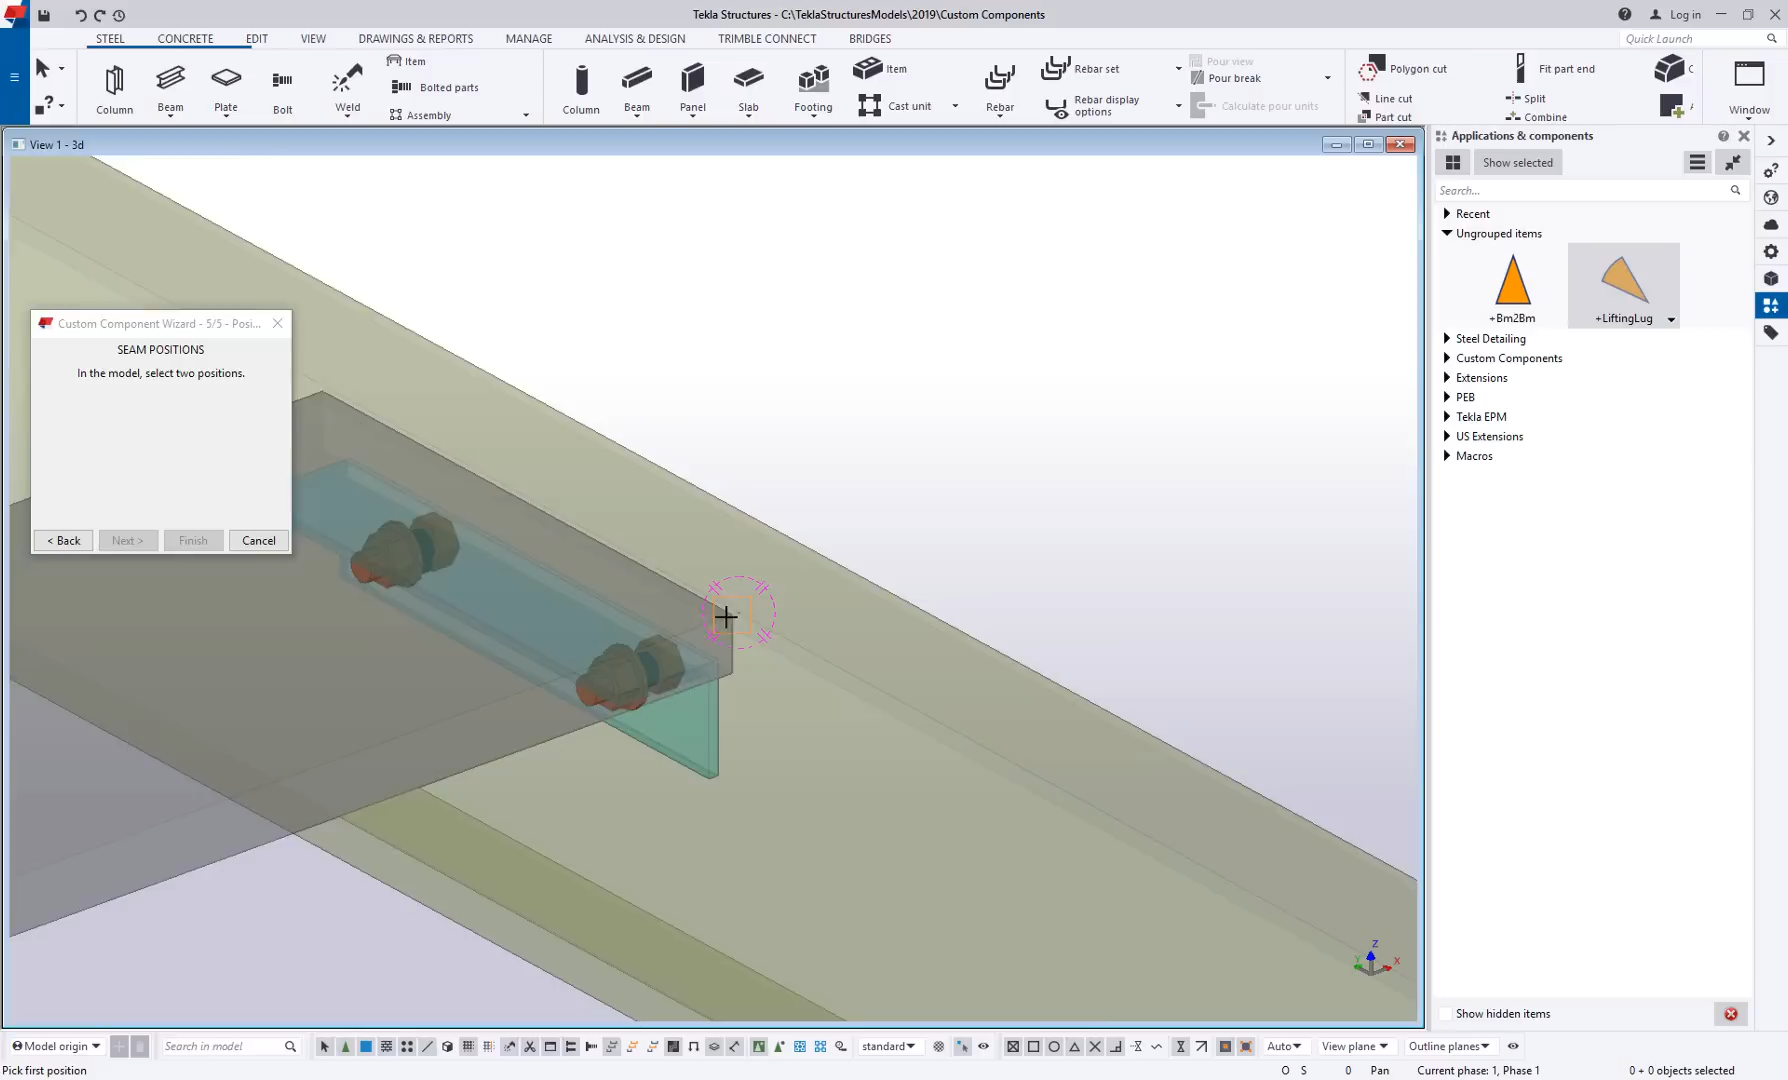 Tekla Structures - C:\TeklaStructuresModels\2019\Custom Components
Log in
STEEL CONCRETE EDIT VIEW DRAWINGS & REPORTS MANAGE ANALYSIS & DESIGN TRIMBLE CONNECT BRIDGES
Quick Launch
Column Beam Plate Bolt Weld
Item
Bolted parts
Assembly
Column Beam Panel Slab Footing
Item
Cast unit
Rebar
Rebar set
Rebar display options
Pour view
Pour break
Calculate pour units
Polygon cut
Line cut
Part cut
Fit part end
Split
Combine
C
Window
View 1 - 3d
Custom Component Wizard - 5/5 - Posi...
SEAM POSITIONS
In the model, select two positions.
< Back Next > Finish Cancel
Z
Y
X
Applications & components
Show selected
Search...
Recent
Ungrouped items
+Bm2Bm
+LiftingLug
Steel Detailing
Custom Components
Extensions
PEB
Tekla EPM
US Extensions
Macros
Show hidden items
Model origin
Search in model
standard
Auto
View plane
Outline planes
Pick first position
O S 0 Pan Current phase: 1, Phase 1 0 + 0 objects selected